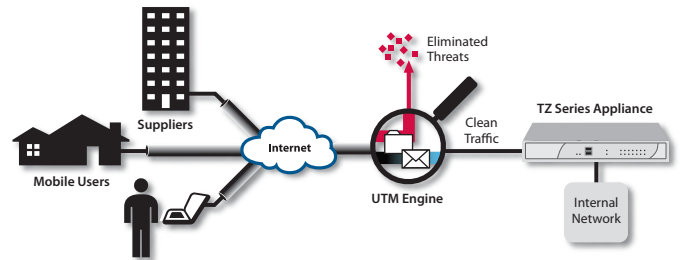 Eliminated
Threats
Suppliers
Internet
Clean
Traffic
TZ Series Appliance
Mobile Users
UTM Engine
Internal
Network